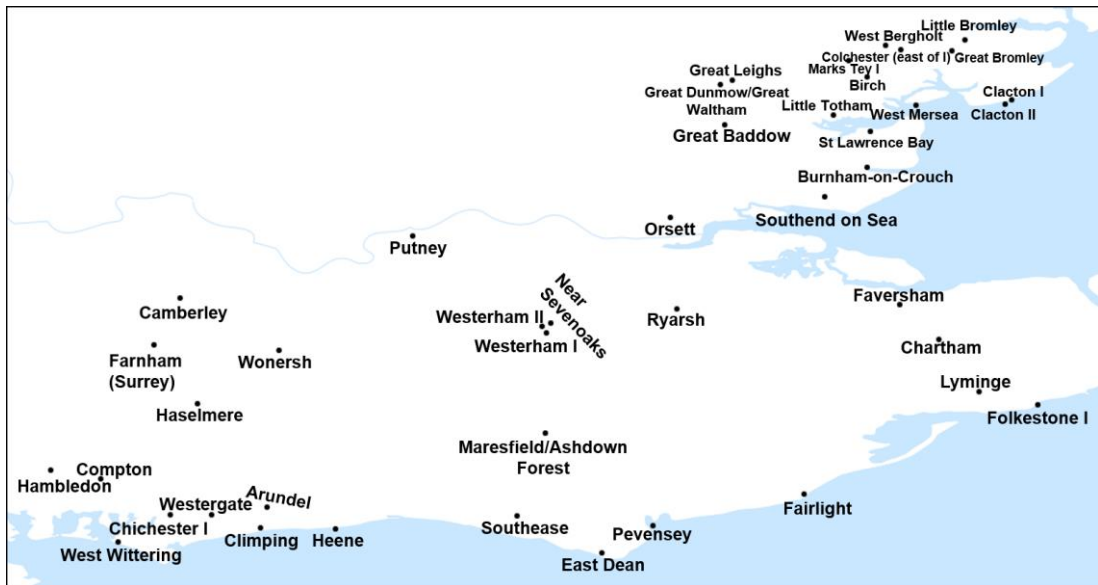 Little Bromley
West Bergholt
Colchester (east of I)
Great Bromley
Marks Tey I
Great Leighs
Birch
Great Dunmow/Great
Waltham
Clacton I
Little Totham
West Mersea
Clacton II
Great Baddow
St Lawrence Bay
Burnham-on-Crouch
Southend on Sea
Orsett
Putney
Near
Sevenoaks
Faversham
Camberley
Westerham II
Ryarsh
Westerham I
Chartham
Farnham
(Surrey)
Wonersh
Lyminge
Haselmere
Folkestone I
Maresfield/Ashdown
Forest
Compton
Hambledon
Arundel
Westergate
Fairlight
Chichester I
Climping
Heene
Southease
Pevensey
West Wittering
East Dean